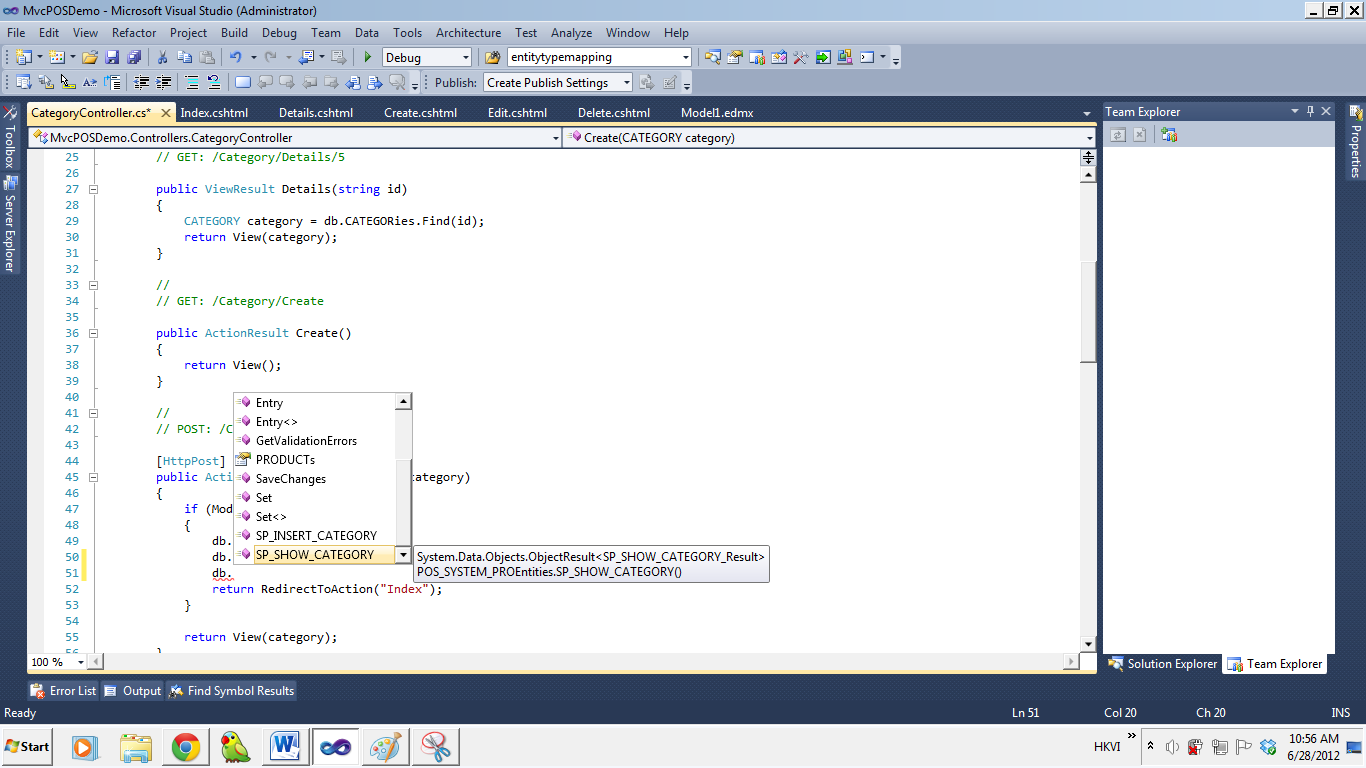 MvcPOSDemo - Microsoft Visual Studio (Administrator)
File Edit View Refactor Project Build Debug Team Data Tools Architecture Test Analyze Window Help
Debug entitytypemapping
Publish: Create Publish Settings
CategoryController.cs* Index.cshtml Details.cshtml Create.cshtml Edit.cshtml Delete.cshtml Model1.edmx
MvcPOSDemo.Controllers.CategoryController Create(CATEGORY category)
Toolbox
Server Explorer
25 // GET: /Category/Details/5
26
27 public ViewResult Details(string id)
28 {
29 CATEGORY category = db.CATEGORies.Find(id);
30 return View(category);
31 }
32
33 //
34 // GET: /Category/Create
35
36 public ActionResult Create()
37 {
38 return View();
39 }
40
41 //
42 // POST: /C
43
44 [HttpPost]
45 public Acti ategory)
46 {
47 if (Mod
48 {
49 db.
50 db.
51 db.
52 return RedirectToAction("Index");
53 }
54
55 return View(category);
56 }
Entry
Entry<>
GetValidationErrors
PRODUCTs
SaveChanges
Set
Set<>
SP_INSERT_CATEGORY
SP_SHOW_CATEGORY
System.Data.Objects.ObjectResult<SP_SHOW_CATEGORY_Result>
POS_SYSTEM_PROEntities.SP_SHOW_CATEGORY()
100 %
Team Explorer
Properties
Solution Explorer Team Explorer
Error List Output Find Symbol Results
Ready Ln 51 Col 20 Ch 20 INS
Start HKVI 10:56 AM
6/28/2012